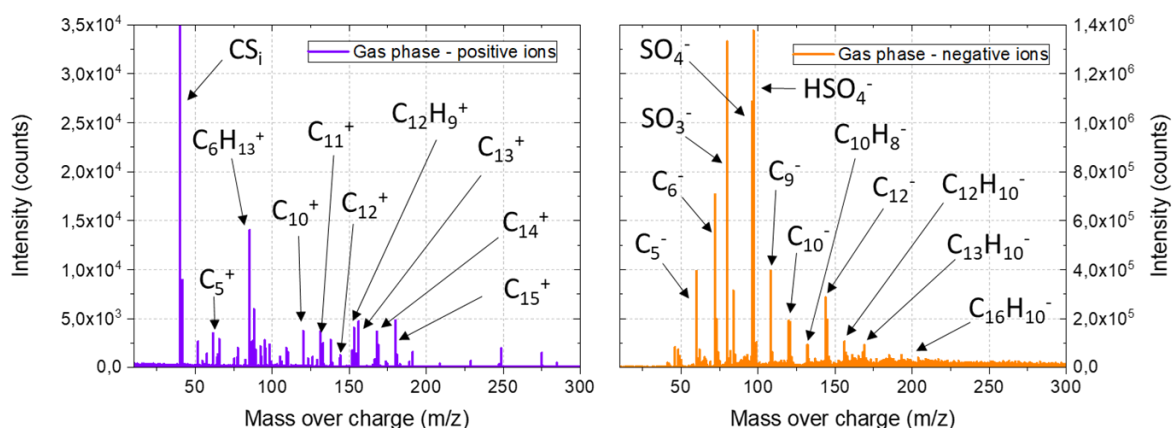 3,5x10⁴
3,0x10⁴
2,5x10⁴
2,0x10⁴
1,5x10⁴
1,0x10⁴
5,0x10³
0,0
Intensity (counts)
Gas phase - positive ions
CSᵢ
C₆H₁₃⁺
C₅⁺
C₁₀⁺
C₁₁⁺
C₁₂⁺
C₁₂H₉⁺
C₁₃⁺
C₁₄⁺
C₁₅⁺
50 100 150 200 250 300
Mass over charge (m/z)
Gas phase - negative ions
SO₄⁻
HSO₄⁻
SO₃⁻
C₁₀H₈⁻
C₆⁻
C₉⁻
C₁₂⁻
C₁₂H₁₀⁻
C₅⁻
C₁₀⁻
C₁₃H₁₀⁻
C₁₆H₁₀⁻
1,4x10⁶
1,2x10⁶
1,0x10⁶
8,0x10⁵
6,0x10⁵
4,0x10⁵
2,0x10⁵
0,0
Intensity (counts)
50 100 150 200 250 300
Mass over charge (m/z)